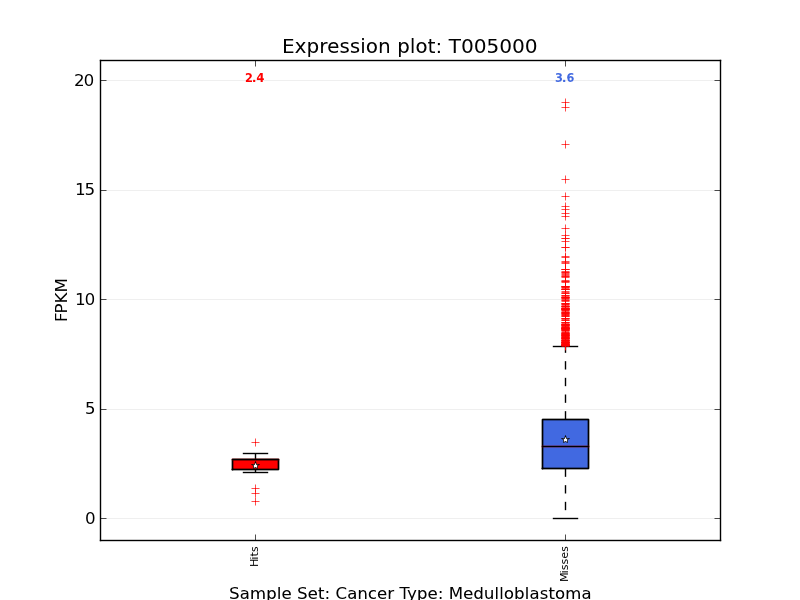 Expression plot: T005000
2.4 3.6
20
15
10
5
0
FPKM
Hits Misses
Sample Set: Cancer Type: Medulloblastoma